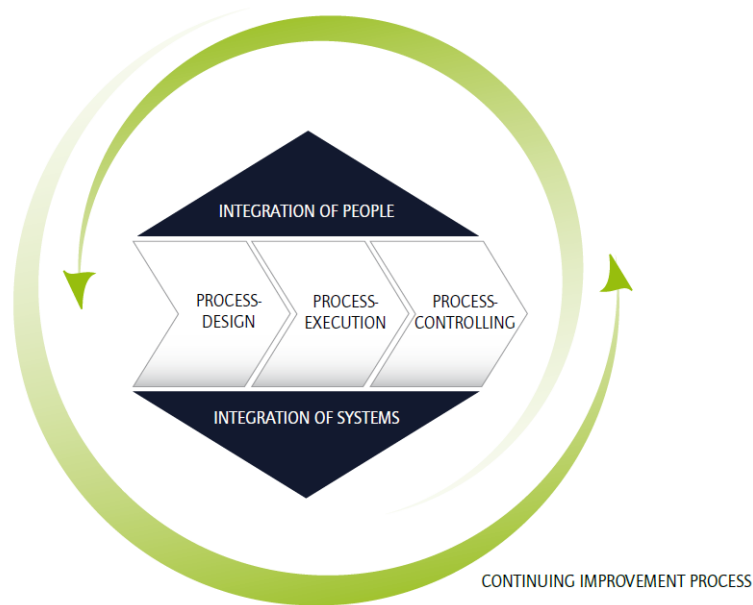 INTEGRATION OF PEOPLE
PROCESS-
DESIGN
PROCESS-
EXECUTION
PROCESS-
CONTROLLING
INTEGRATION OF SYSTEMS
CONTINUING IMPROVEMENT PROCESS